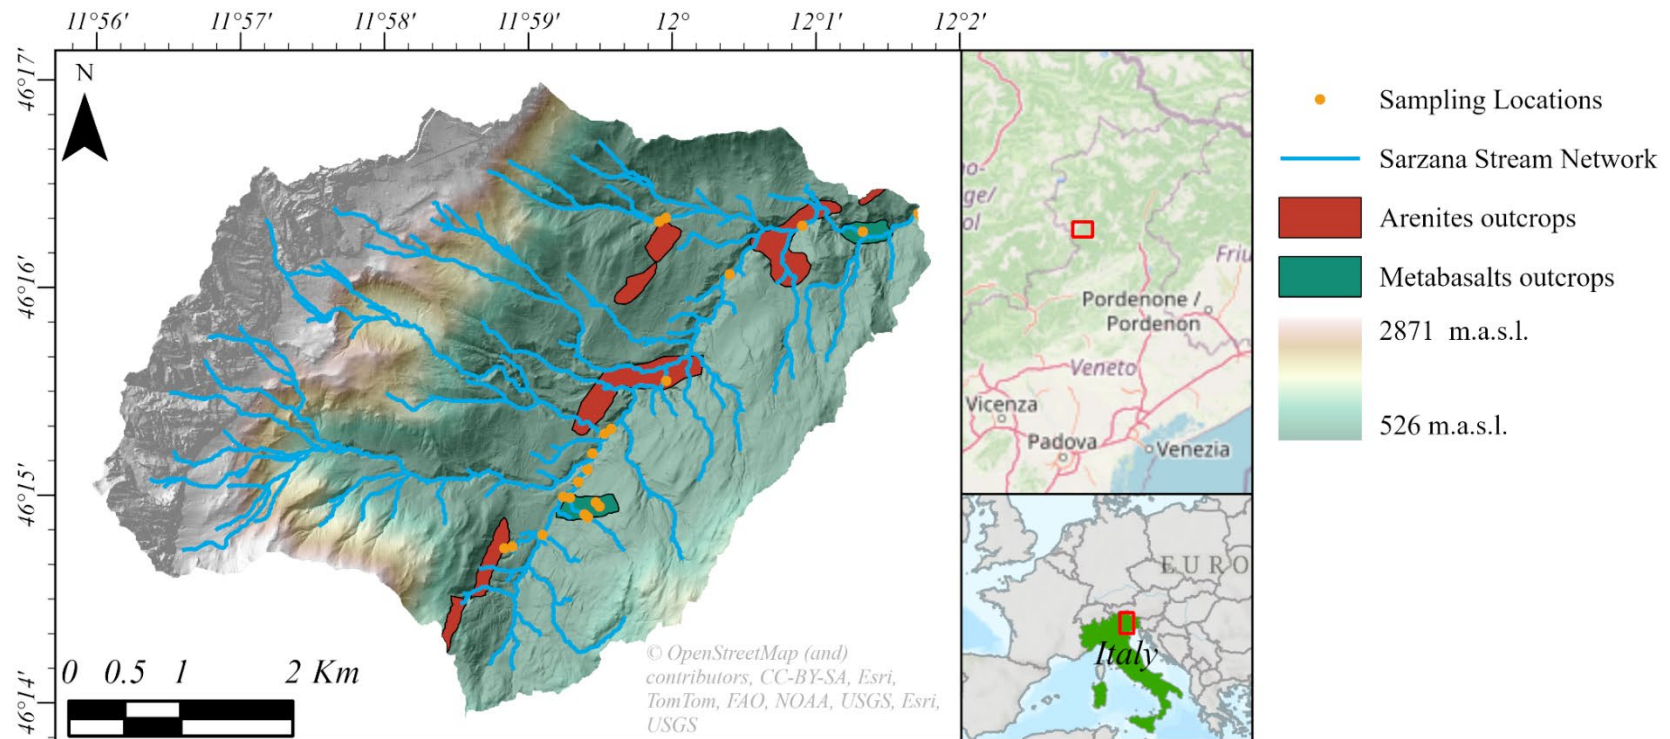 11°56' 11°57' 11°58' 11°59' 12° 12°1' 12°2'
46°17'
46°16'
46°15'
46°14'
N
0 0.5 1 2 Km
© OpenStreetMap (and)
contributors, CC-BY-SA, Esri,
TomTom, FAO, NOAA, USGS, Esri,
USGS
no-
ge/
ol
Friu
Pordenone /
Pordenon
Veneto
Vicenza
Padova
Venezia
EURO
Italy
Sampling Locations
Sarzana Stream Network
Arenites outcrops
Metabasalts outcrops
2871 m.a.s.l.
526 m.a.s.l.